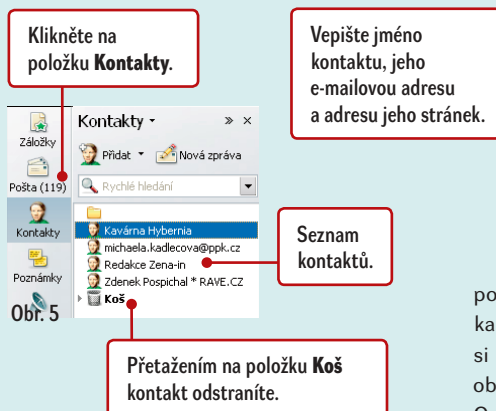 Klikněte na
položku Kontakty.
Vepište jméno
kontaktu, jeho
e-mailovou adresu
a adresu jeho stránek.
Záložky
Pošta (119)
Kontakty
Poznámky
Kontakty
Přidat
Nová zpráva
Rychlé hledání
Kavárna Hybernia
michaela.kadlecova@ppk.cz
Redakce Zena-in
Zdenek Pospichal * RAVE.CZ
Koš
Seznam
kontaktů.
Obr. 5
Přetažením na položku Koš
kontakt odstraníte.
po
ka
si
ob